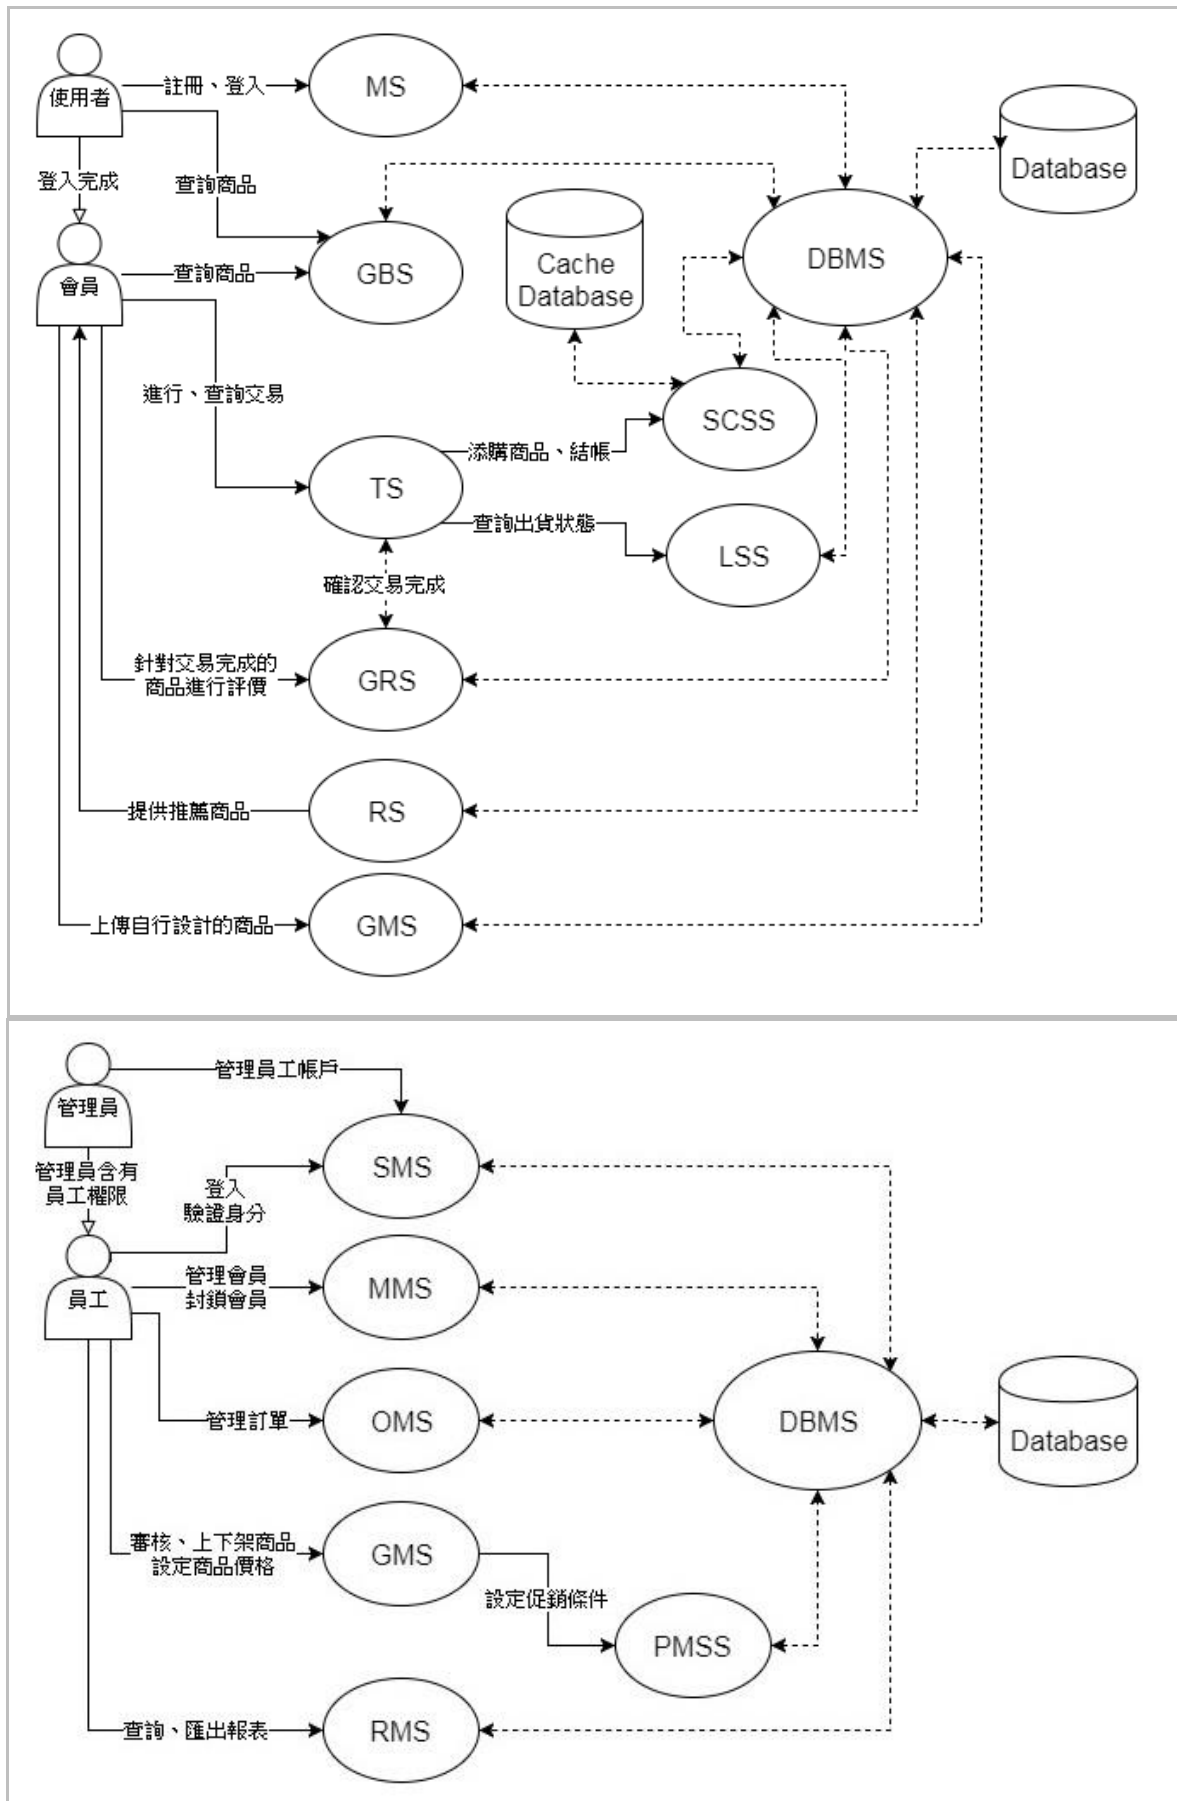 使用者
註冊、登入
MS
Database
登入完成
查詢商品
會員
查詢商品
GBS
Cache
Database
DBMS
進行、查詢交易
SCSS
添購商品、結帳
TS
查詢出貨狀態
LSS
確認交易完成
針對交易完成的
商品進行評價
GRS
提供推薦商品
RS
上傳自行設計的商品
GMS
管理員
管理員工帳戶
管理員含有
員工權限
登入
驗證身分
SMS
員工
管理會員
封鎖會員
MMS
管理訂單
OMS
DBMS
Database
審核、上下架商品
設定商品價格
GMS
設定促銷條件
PMSS
查詢、匯出報表
RMS